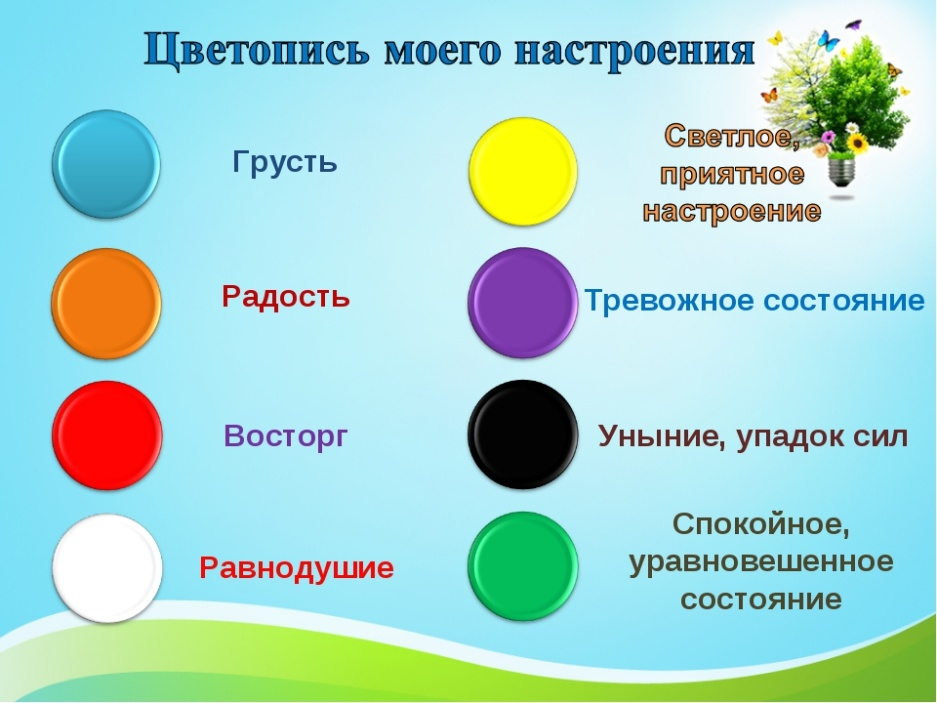 Цветопись моего настроения
Грусть
Светлое,
приятное
настроение
Радость
Тревожное состояние
Восторг
Уныние, упадок сил
Равнодушие
Спокойное,
уравновешенное
состояние